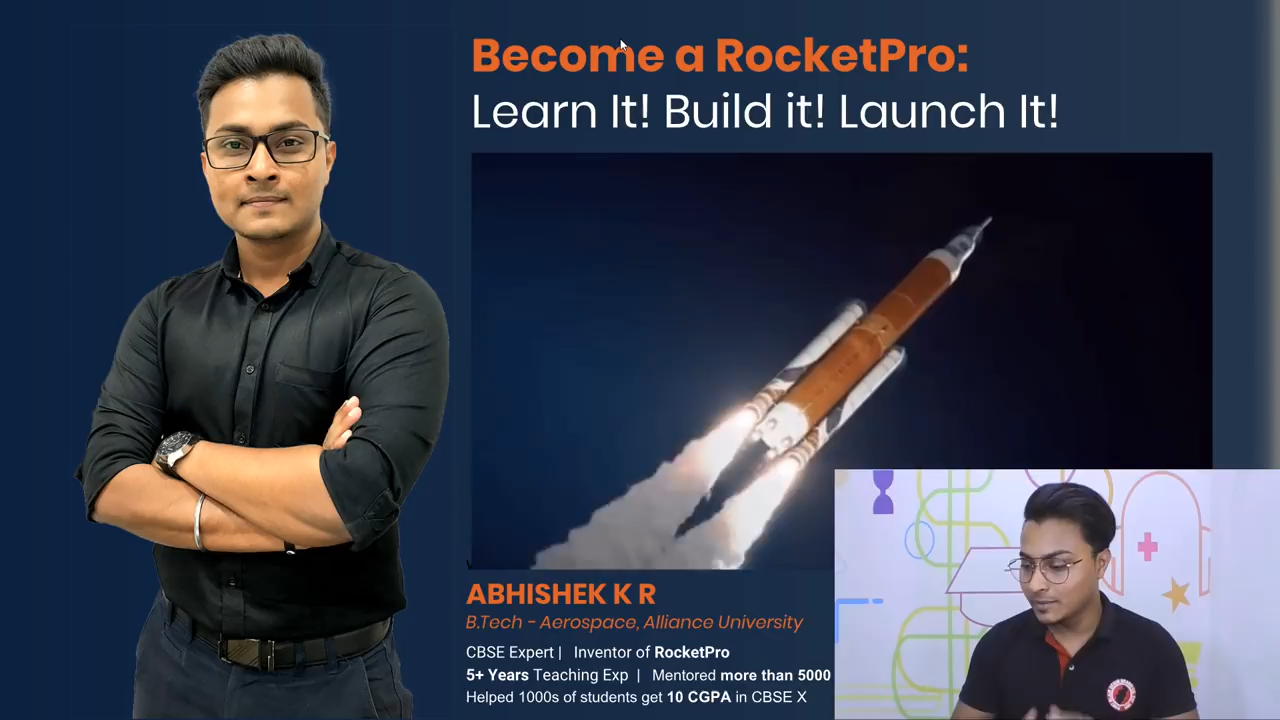 Become a RocketPro:
Learn It! Build it! Launch It!
ABHISHEK K R
B.Tech - Aerospace, Alliance University
CBSE Expert | Inventor of RocketPro
5+ Years Teaching Exp | Mentored more than 5000
Helped 1000s of students get 10 CGPA in CBSE X